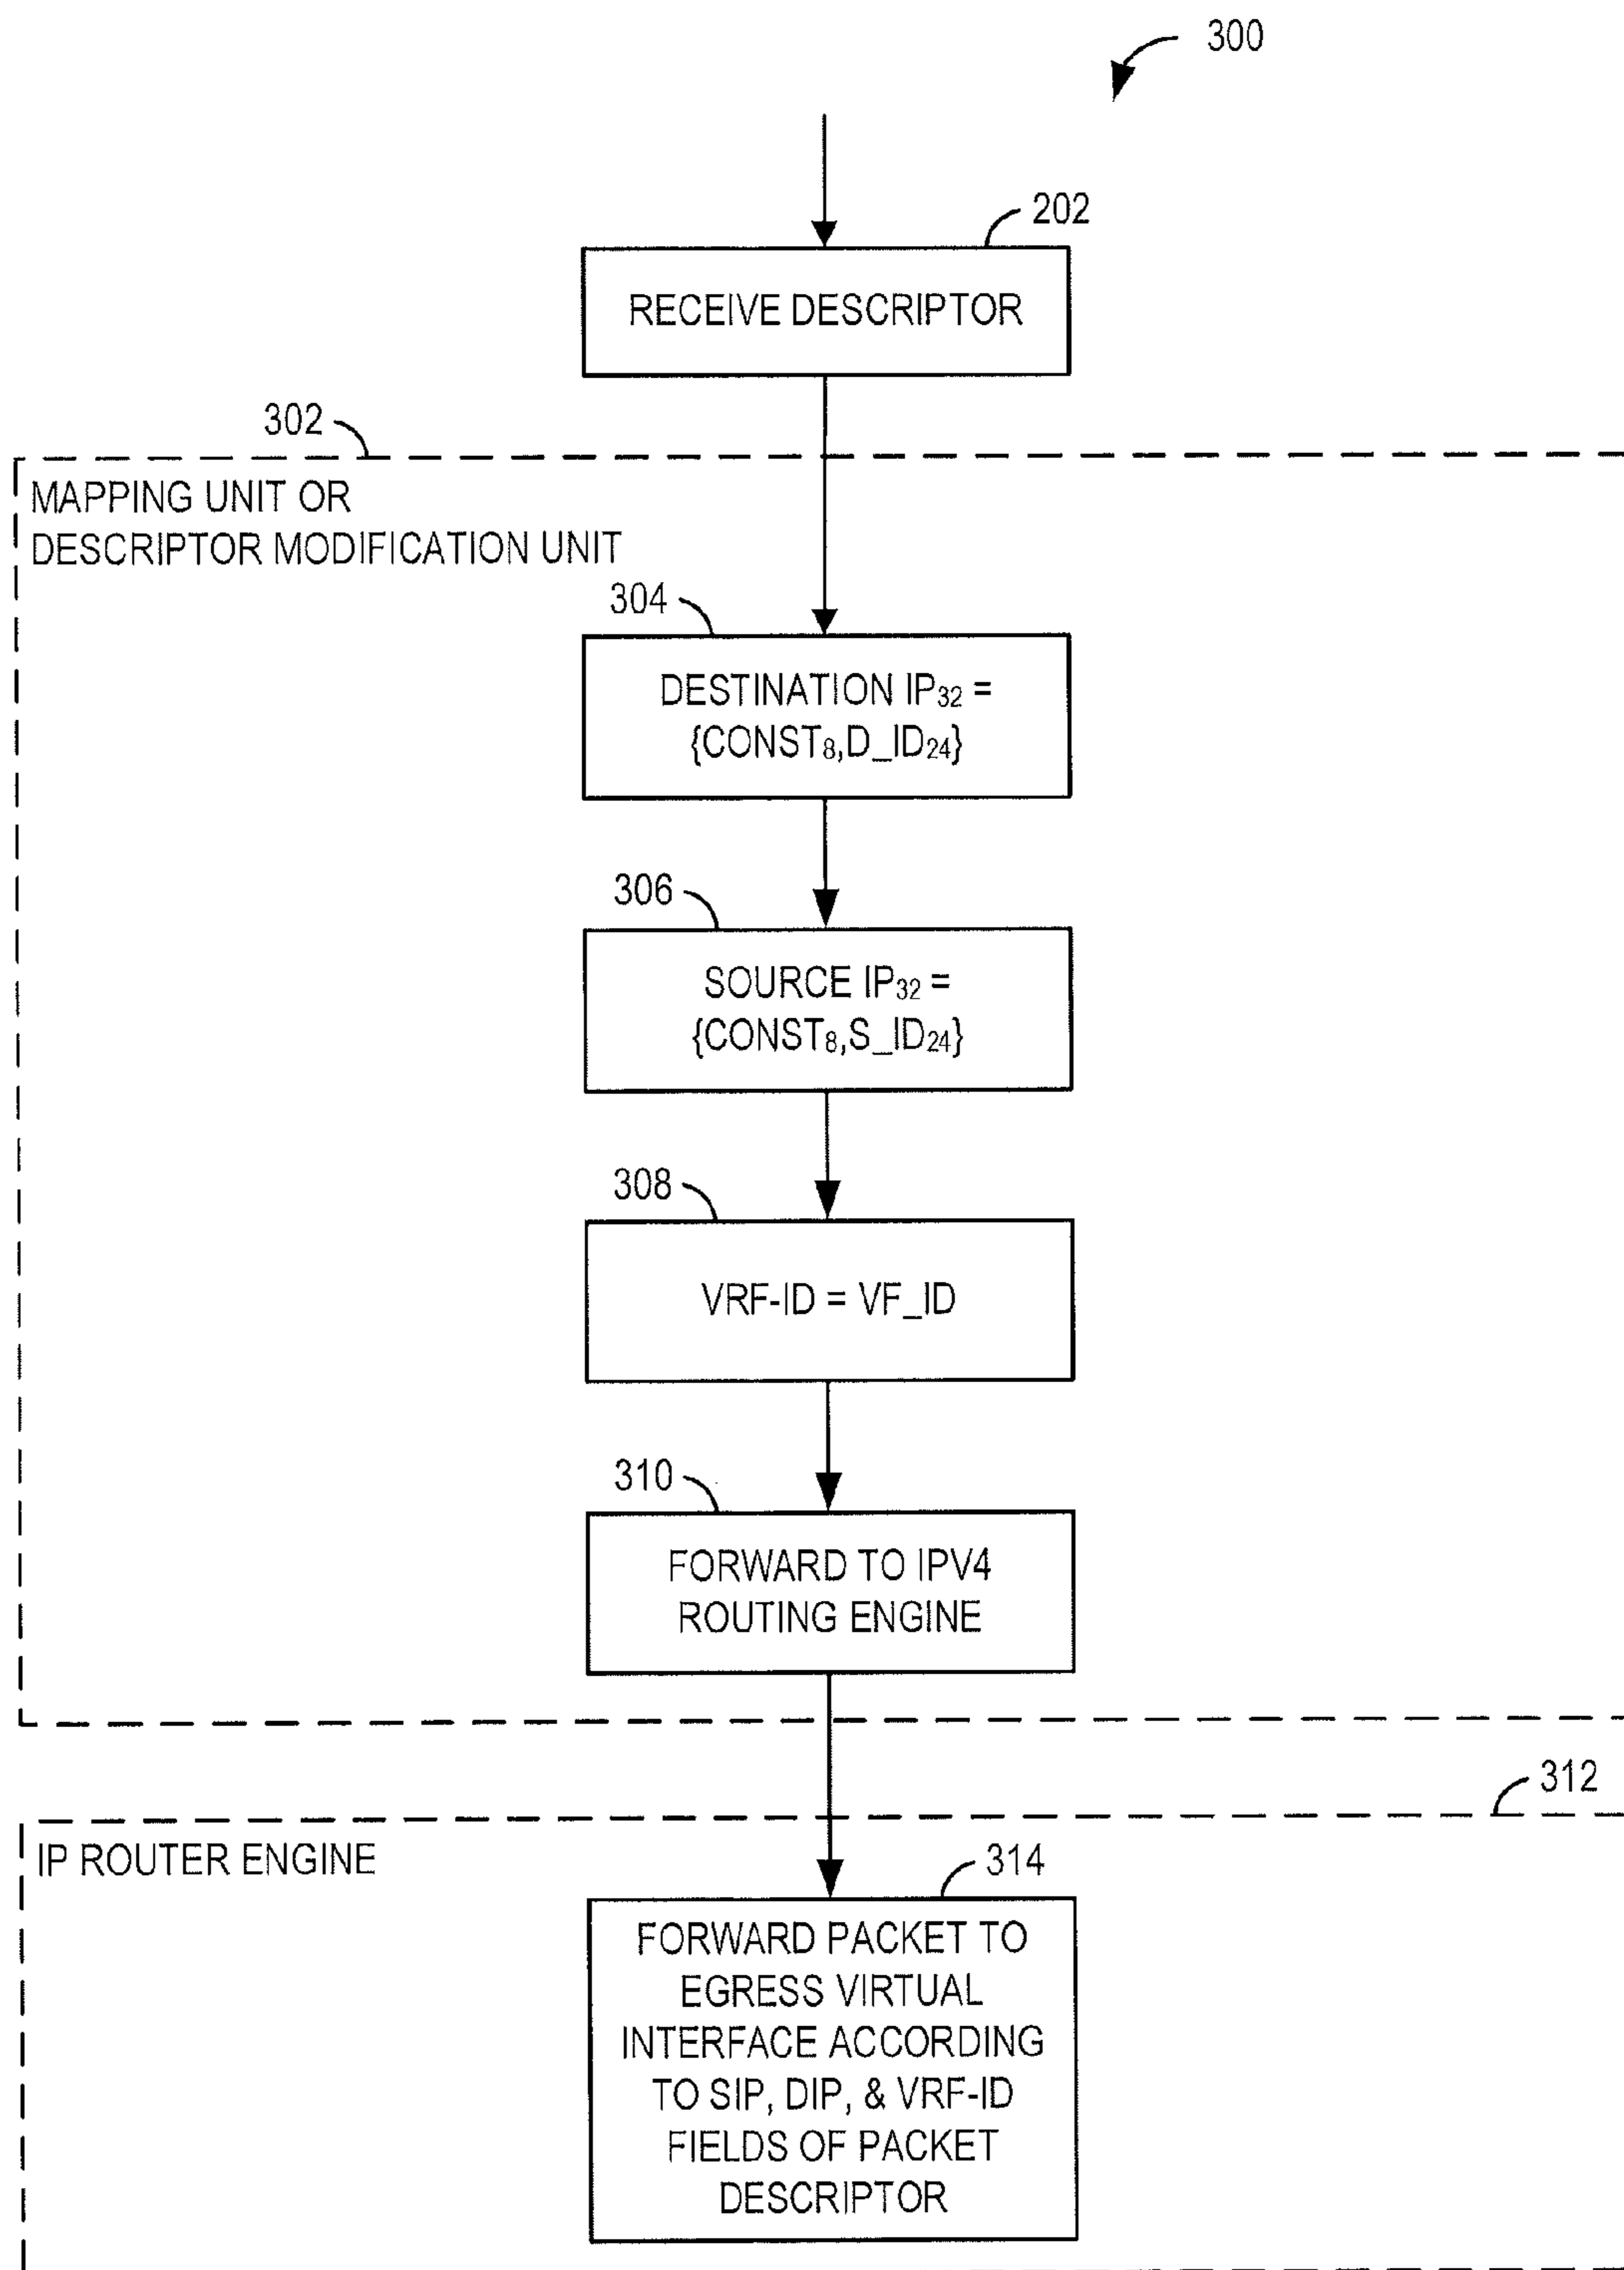 300
202
RECEIVE DESCRIPTOR
302
MAPPING UNIT OR
DESCRIPTOR MODIFICATION UNIT
304
DESTINATION IP₃₂ =
{CONST₈,D_ID₂₄}
306
SOURCE IP₃₂ =
{CONST₈,S_ID₂₄}
308
VRF-ID = VF_ID
310
FORWARD TO IPV4
ROUTING ENGINE
312
IP ROUTER ENGINE
314
FORWARD PACKET TO
EGRESS VIRTUAL
INTERFACE ACCORDING
TO SIP, DIP, & VRF-ID
FIELDS OF PACKET
DESCRIPTOR